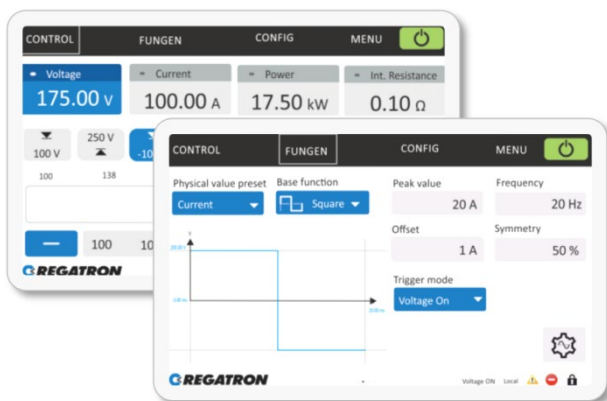 CONTROL FUNGEN CONFIG MENU
Voltage Current Power Int. Resistance
175.00 V 100.00 A 17.50 kW 0.10 Ω
100 V 250 V
100 138
100
REGATRON
CONTROL FUNGEN CONFIG MENU
Physical value preset Base function Peak value Frequency
Current Square 20 A 20 Hz
Offset Symmetry
1 A 50 %
Trigger mode
Voltage On
REGATRON
Voltage ON Local